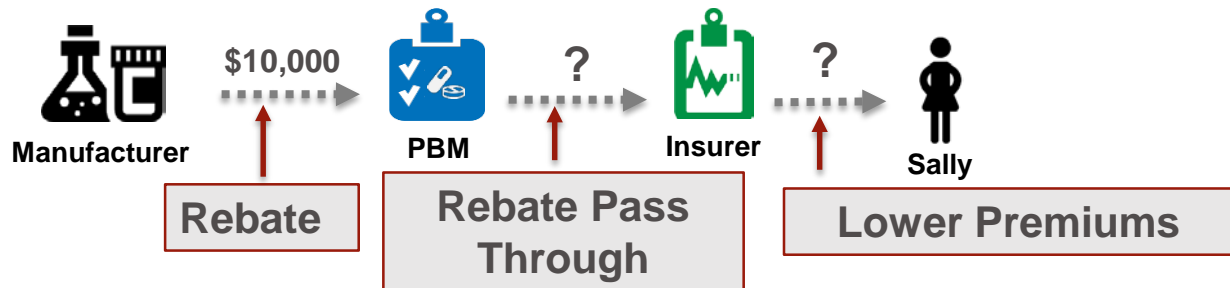 $10,000
?
?
Manufacturer
PBM
Insurer
Sally
Rebate
Rebate Pass
Through
Lower Premiums